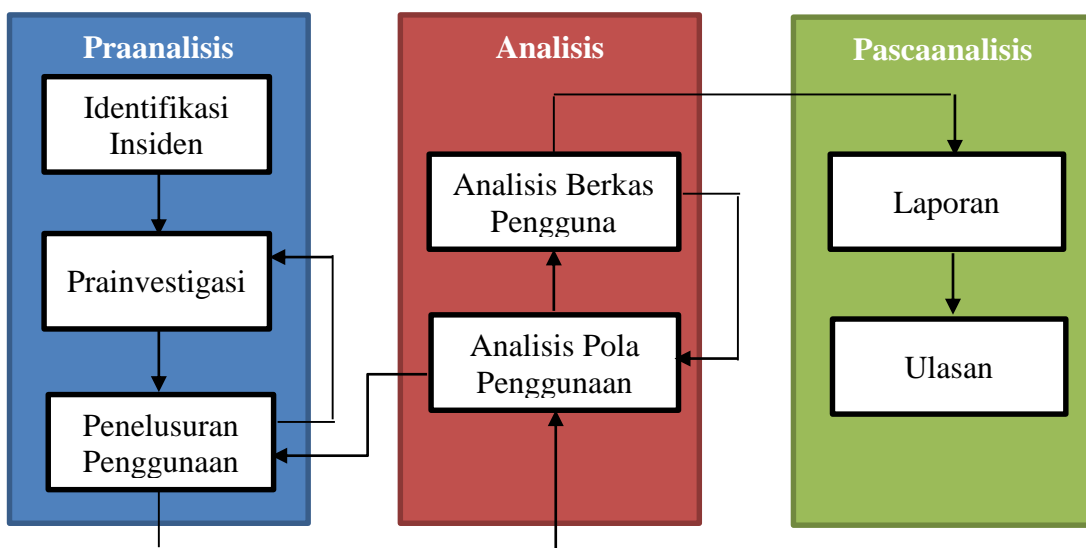 Praanalisis
Identifikasi
Insiden
Prainvestigasi
Penelusuran
Penggunaan
Analisis
Analisis Berkas
Pengguna
Analisis Pola
Penggunaan
Pascaanalisis
Laporan
Ulasan